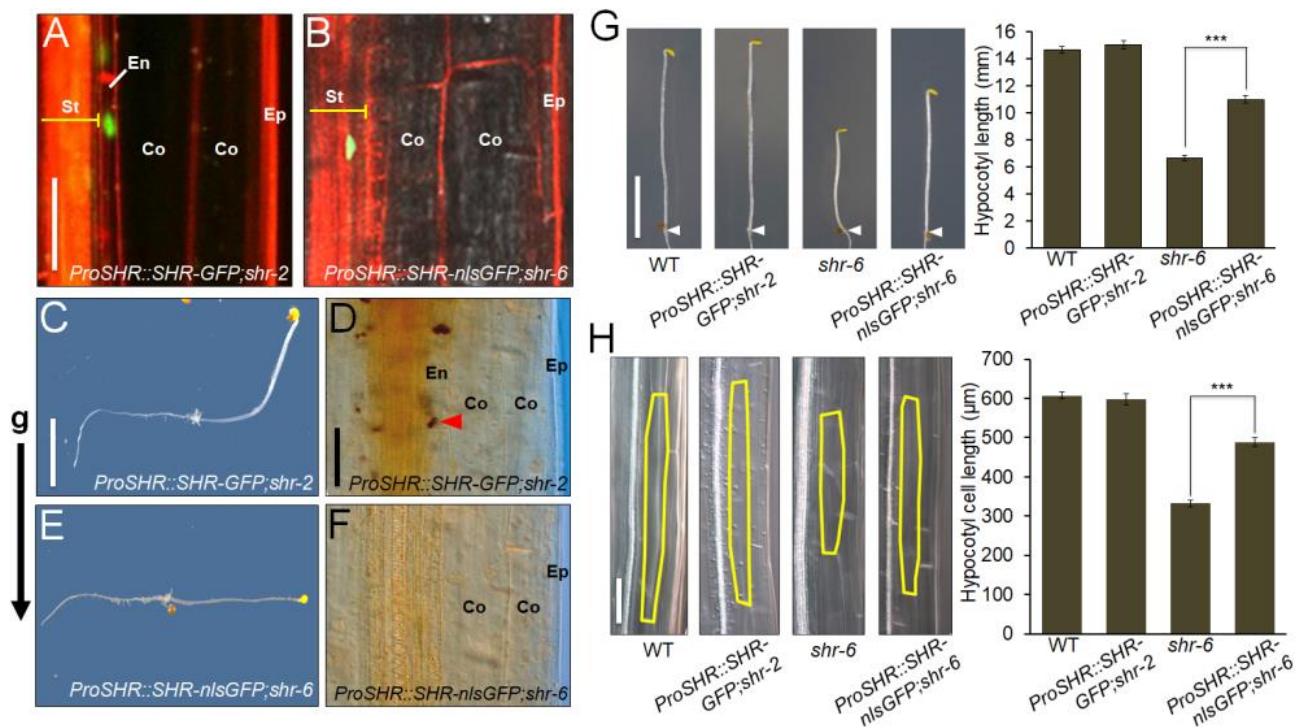 A
En
St
Co
Co
Ep
ProSHR::SHR-GFP;shr-2
B
St
Co
Co
Ep
ProSHR::SHR-nlsGFP;shr-6
C
ProSHR::SHR-GFP;shr-2
D
En
Co
Co
Ep
ProSHR::SHR-GFP;shr-2
g
E
ProSHR::SHR-nlsGFP;shr-6
F
Co
Co
Ep
ProSHR::SHR-nlsGFP;shr-6
G
WT
ProSHR::SHR-
GFP;shr-2
shr-6
ProSHR::SHR-
nlsGFP;shr-6
Hypocotyl length (mm)
16
14
12
10
8
6
4
2
0
***
WT
ProSHR::SHR-
GFP;shr-2
shr-6
ProSHR::SHR-
nlsGFP;shr-6
H
WT
ProSHR::SHR-
GFP;shr-2
shr-6
ProSHR::SHR-
nlsGFP;shr-6
Hypocotyl cell length (µm)
700
600
500
400
300
200
100
0
***
WT
ProSHR::SHR-
GFP;shr-2
shr-6
ProSHR::SHR-
nlsGFP;shr-6